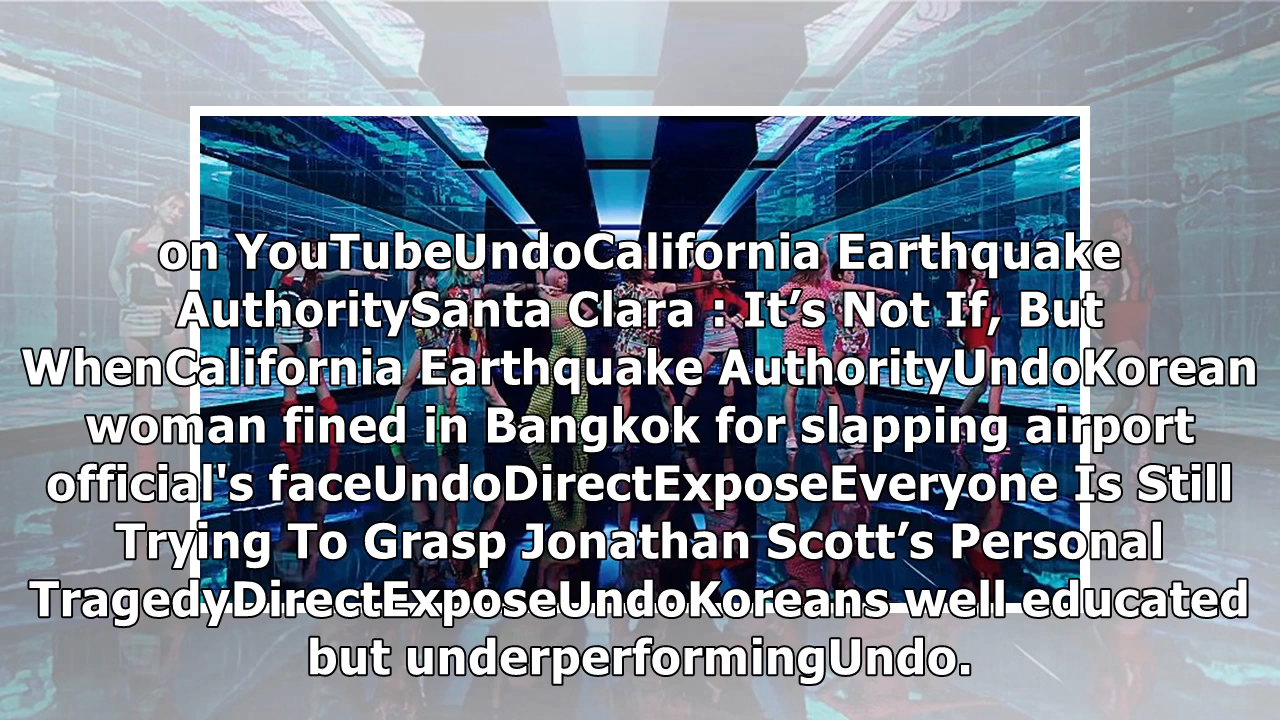 on YouTubeUndoCalifornia Earthquake
AuthoritySanta Clara : It’s Not If, But
WhenCalifornia Earthquake AuthorityUndoKorean
woman fined in Bangkok for slapping airport
official's faceUndoDirectExposeEveryone Is Still
Trying To Grasp Jonathan Scott’s Personal
TragedyDirectExposeUndoKoreans well educated
but underperformingUndo.